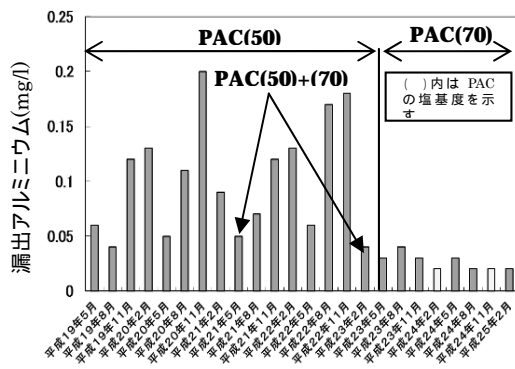 PAC(50)
PAC(70)
PAC(50)+(70)
( )内は PAC
の塩基度を示
す
漏出アルミニウム(mg/l)
0.25
0.2
0.15
0.1
0.05
0
平成19年5月
平成19年8月
平成19年11月
平成20年2月
平成20年5月
平成20年8月
平成20年11月
平成21年2月
平成21年5月
平成21年8月
平成21年11月
平成22年2月
平成22年5月
平成22年8月
平成22年11月
平成23年2月
平成23年5月
平成23年8月
平成23年11月
平成24年2月
平成24年5月
平成24年8月
平成24年11月
平成25年2月